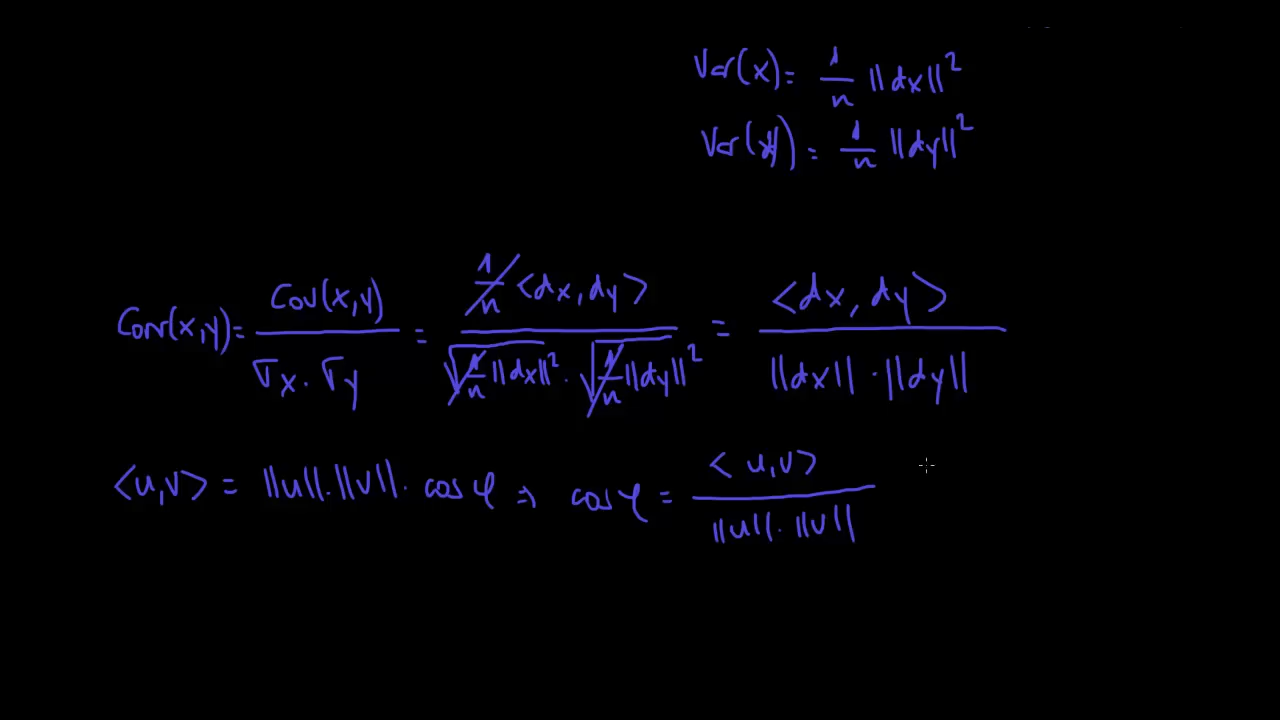 Var(x) = 1/n ||dx||²
Var(y) = 1/n ||dy||²
Corr(x,y) = Cov(x,y) / σx · σy = 1/n <dx, dy> / √(1/n ||dx||²) · √(1/n ||dy||²) = <dx, dy> / ||dx|| · ||dy||
<u,v> = ||u|| · ||v|| · cos φ ⇒ cos φ = <u,v> / ||u|| · ||v||